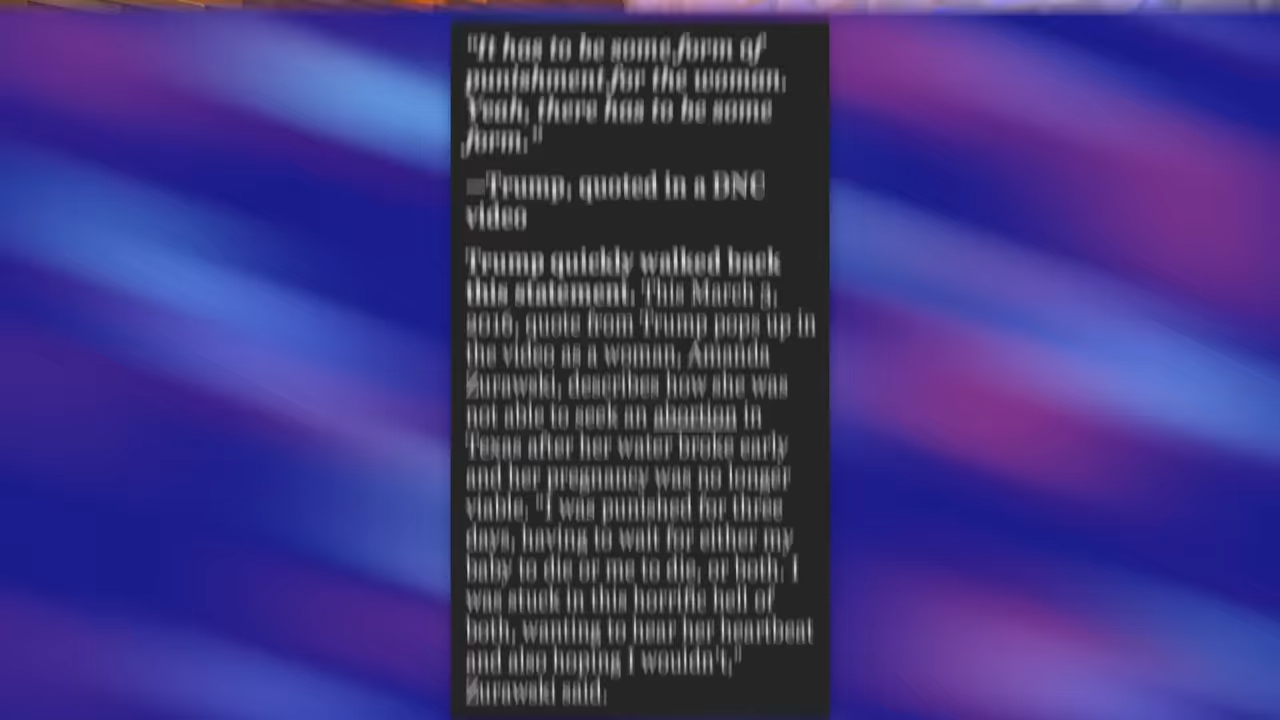 "It has to be some form of
punishment for the woman.
Yeah, there has to be some
form."
—Trump, quoted in a DNC
video
Trump quickly walked back
this statement. This March
2016, quote from Trump pops up in
the video as a woman, Amanda
Zurawski, describes how she was
not able to seek an abortion in
Texas after her water broke early
and her pregnancy was no longer
viable. "I was punished for three
days, having to wait for either my
baby to die or me to die, or both. I
was stuck in this horrific hell of
both, wanting to hear her heartbeat
and also hoping I wouldn't,"
Zurawski said.